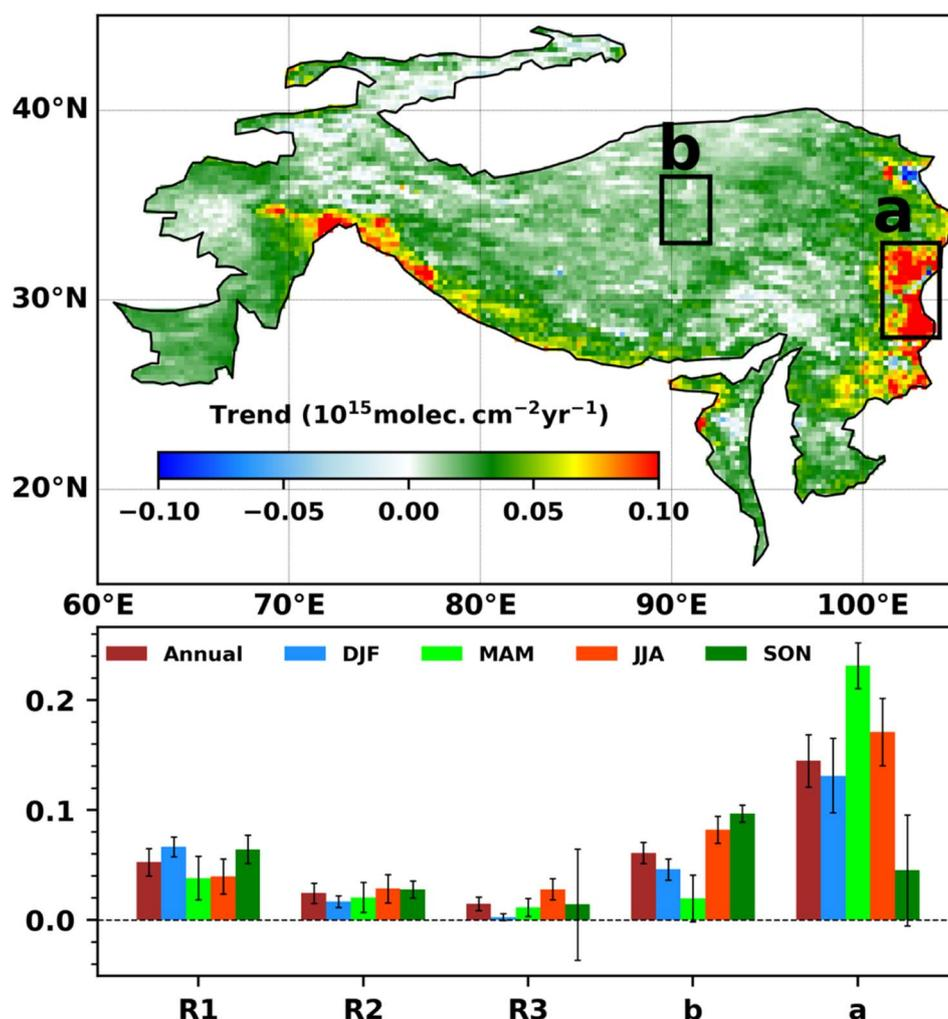 40°N
b
a
30°N
Trend (10¹⁵molec. cm⁻²yr⁻¹)
20°N
−0.10 −0.05 0.00 0.05 0.10
60°E 70°E 80°E 90°E 100°E
Annual DJF MAM JJA SON
0.2
0.1
0.0
R1 R2 R3 b a